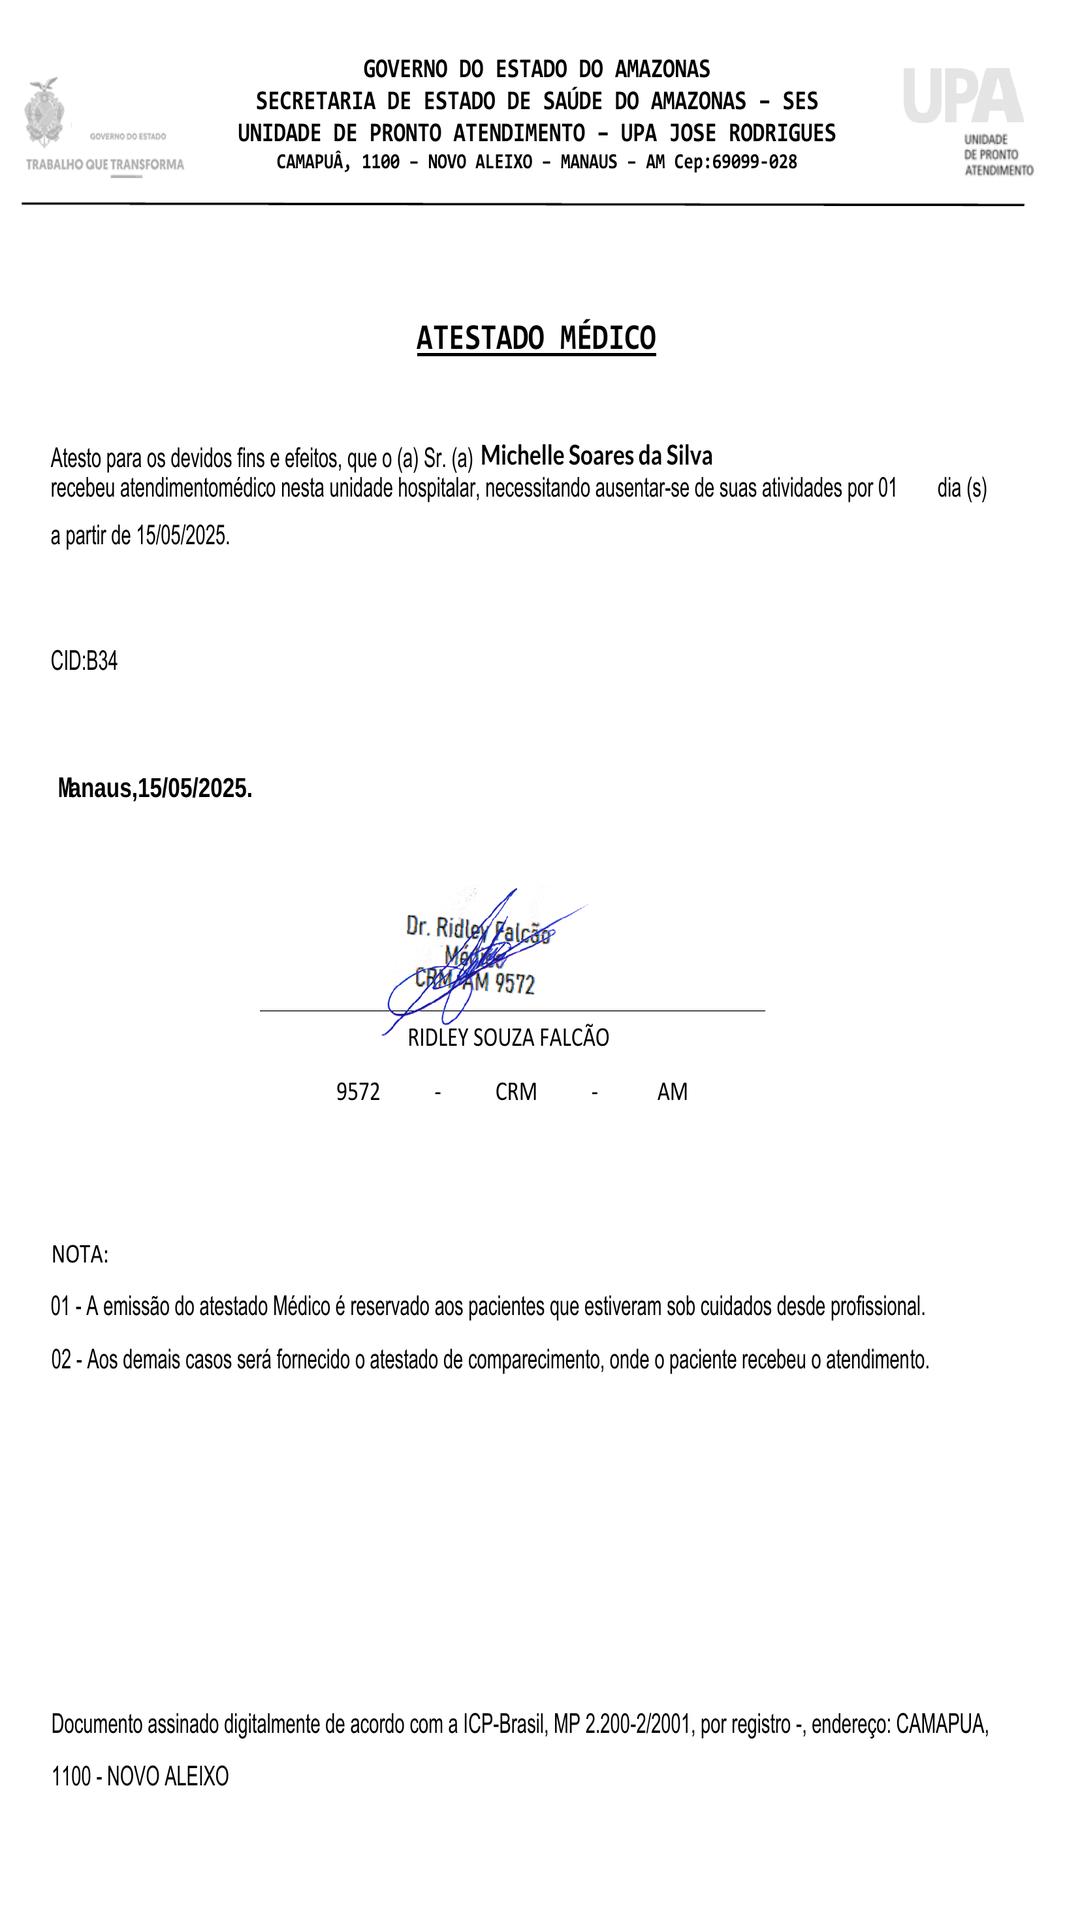 GOVERNO DO ESTADO DO AMAZONAS
SECRETARIA DE ESTADO DE SAÚDE DO AMAZONAS – SES
UNIDADE DE PRONTO ATENDIMENTO – UPA JOSE RODRIGUES
CAMAPUÂ, 1100 – NOVO ALEIXO – MANAUS – AM Cep:69099-028
GOVERNO DO ESTADO
TRABALHO QUE TRANSFORMA
UPA
UNIDADE
DE PRONTO
ATENDIMENTO
ATESTADO MÉDICO
Atesto para os devidos fins e efeitos, que o (a) Sr. (a) Michelle Soares da Silva
recebeu atendimentomédico nesta unidade hospitalar, necessitando ausentar-se de suas atividades por 01 dia (s)
a partir de 15/05/2025.
CID:B34
Manaus,15/05/2025.
Dr. Ridley Falcão
Médico
CRM-AM 9572
RIDLEY SOUZA FALCÃO
9572 - CRM - AM
NOTA:
01 - A emissão do atestado Médico é reservado aos pacientes que estiveram sob cuidados desde profissional.
02 - Aos demais casos será fornecido o atestado de comparecimento, onde o paciente recebeu o atendimento.
Documento assinado digitalmente de acordo com a ICP-Brasil, MP 2.200-2/2001, por registro -, endereço: CAMAPUA,
1100 - NOVO ALEIXO